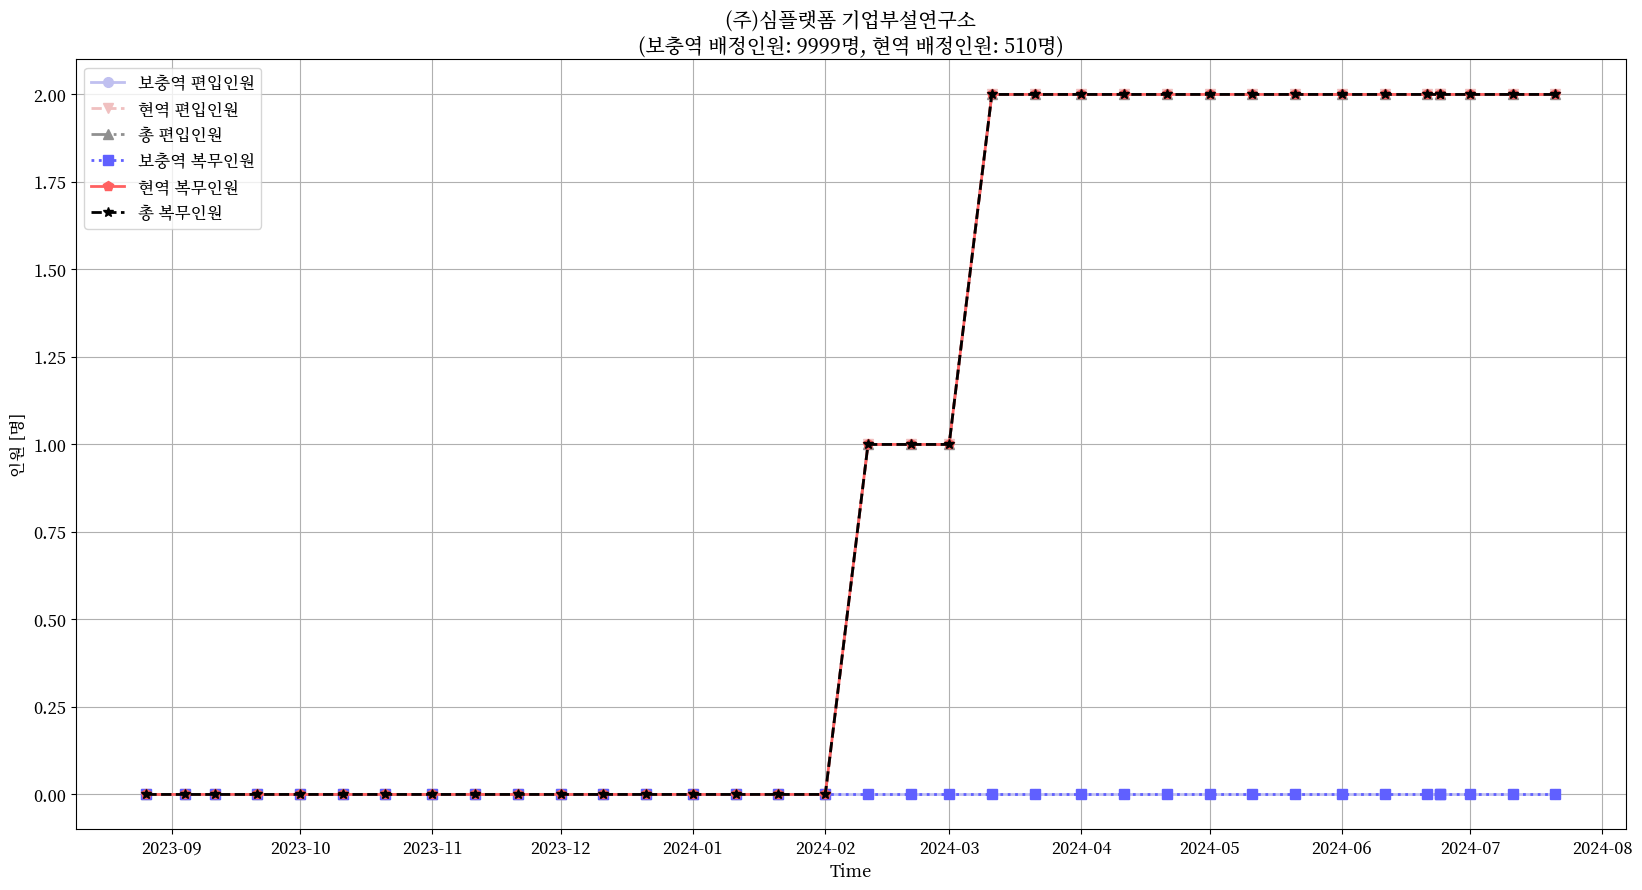 (주)심플랫폼 기업부설연구소
(보충역 배정인원: 9999명, 현역 배정인원: 510명)
보충역 편입인원
현역 편입인원
총 편입인원
보충역 복무인원
현역 복무인원
총 복무인원
2.00
1.75
1.50
1.25
1.00
0.75
0.50
0.25
0.00
인원 [명]
2023-09 2023-10 2023-11 2023-12 2024-01 2024-02 2024-03 2024-04 2024-05 2024-06 2024-07 2024-08
Time